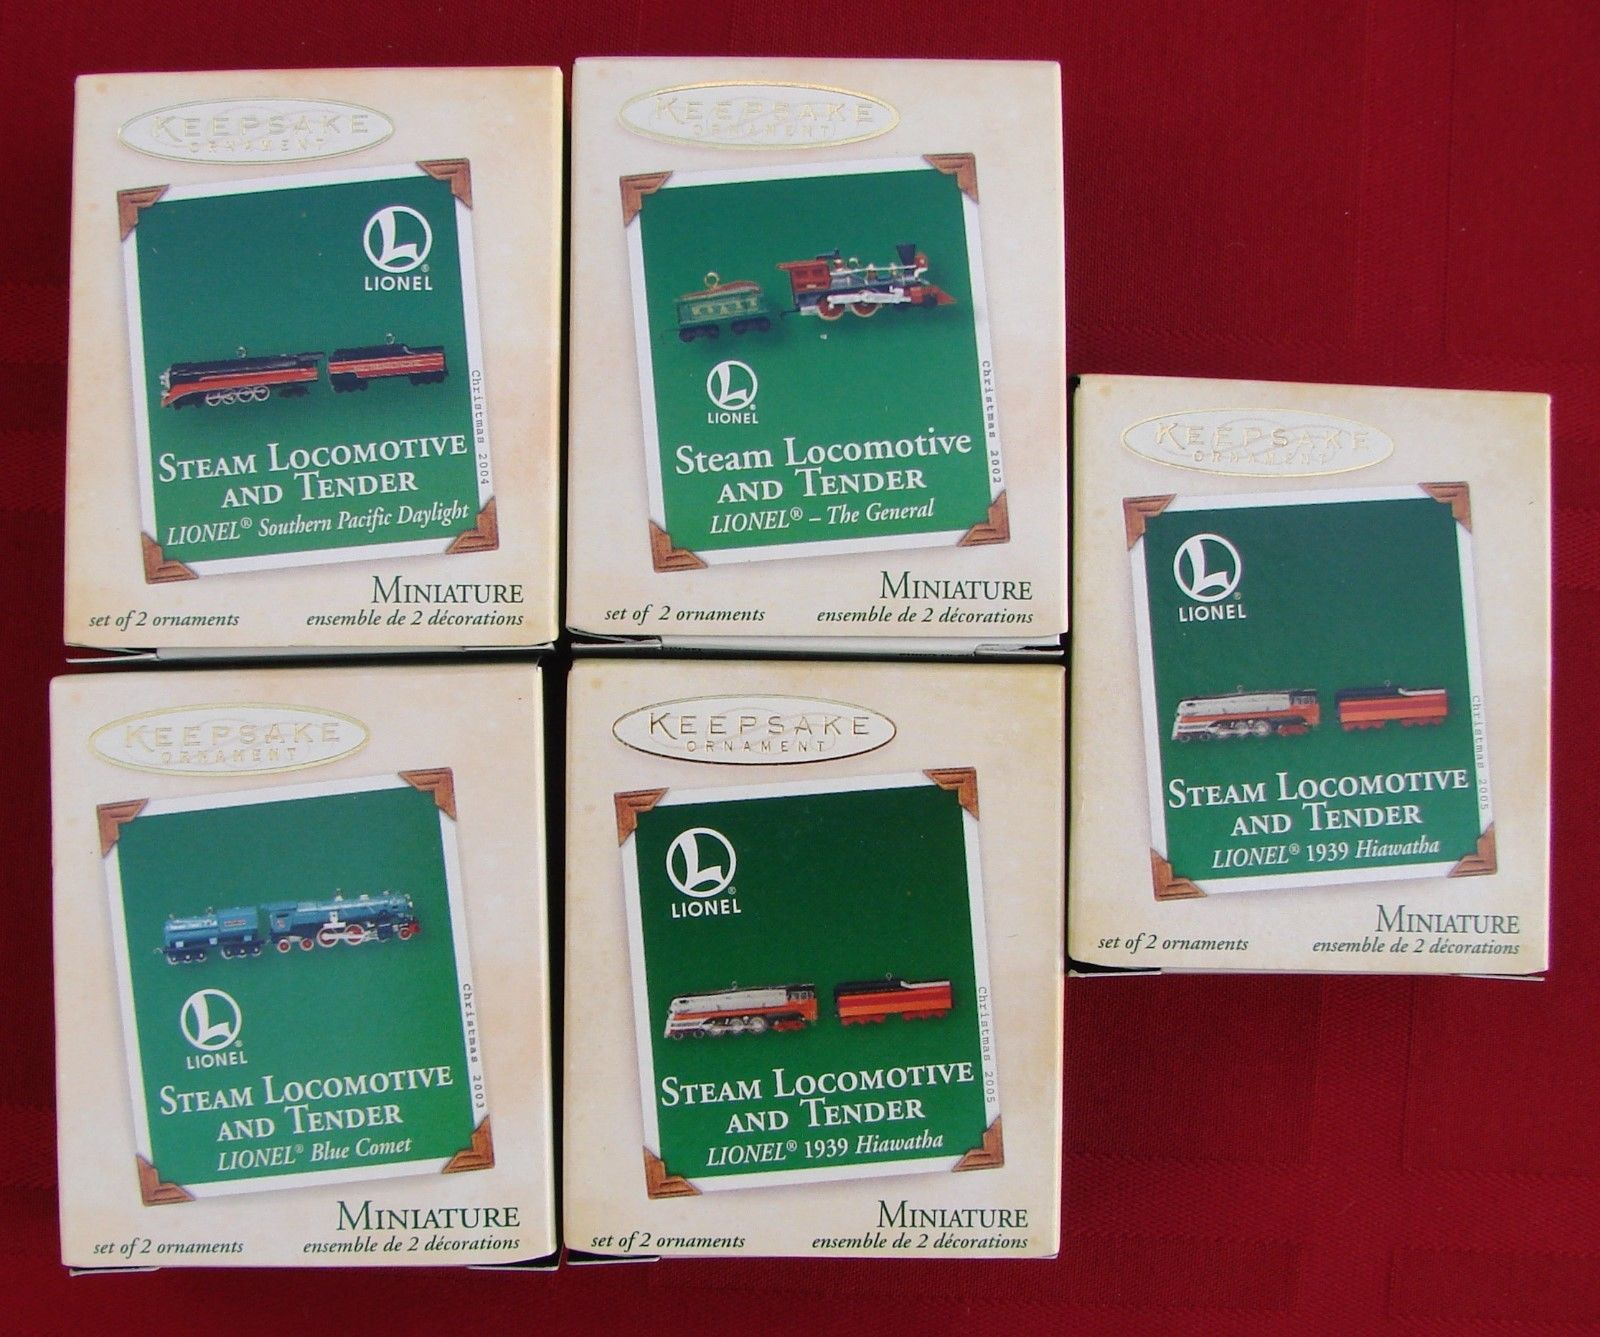 KEEPSAKE
ORNAMENT
L
LIONEL®
Christmas 2004
STEAM LOCOMOTIVE
AND TENDER
LIONEL® Southern Pacific Daylight
MINIATURE
set of 2 ornaments
ensemble de 2 décorations
KEEPSAKE
ORNAMENT
L
LIONEL®
Christmas 2002
Steam Locomotive
AND TENDER
LIONEL® – The General
MINIATURE
set of 2 ornaments
ensemble de 2 décorations
KEEPSAKE
ORNAMENT
L
LIONEL®
Christmas 2005
STEAM LOCOMOTIVE
AND TENDER
LIONEL® 1939 Hiawatha
MINIATURE
set of 2 ornaments
ensemble de 2 décorations
KEEPSAKE
ORNAMENT
L
LIONEL®
Christmas 2003
STEAM LOCOMOTIVE
AND TENDER
LIONEL® Blue Comet
MINIATURE
set of 2 ornaments
ensemble de 2 décorations
KEEPSAKE
ORNAMENT
L
LIONEL®
Christmas 2005
STEAM LOCOMOTIVE
AND TENDER
LIONEL® 1939 Hiawatha
MINIATURE
set of 2 ornaments
ensemble de 2 décorations